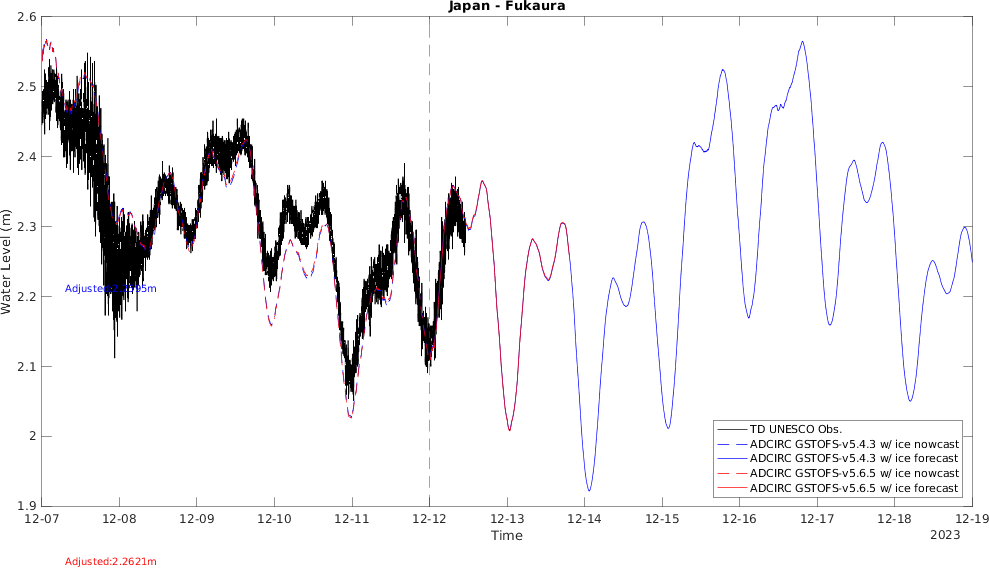 Japan - Fukaura
2.6
2.5
2.4
2.3
2.2
2.1
2
1.9
Water Level (m)
TD UNESCO Obs.
ADCIRC GSTOFS-v5.4.3 w/ ice nowcast
ADCIRC GSTOFS-v5.4.3 w/ ice forecast
ADCIRC GSTOFS-v5.6.5 w/ ice nowcast
ADCIRC GSTOFS-v5.6.5 w/ ice forecast
12-07 12-08 12-09 12-10 12-11 12-12 12-13 12-14 12-15 12-16 12-17 12-18 12-19
Time
2023
Adjusted:2.2621m